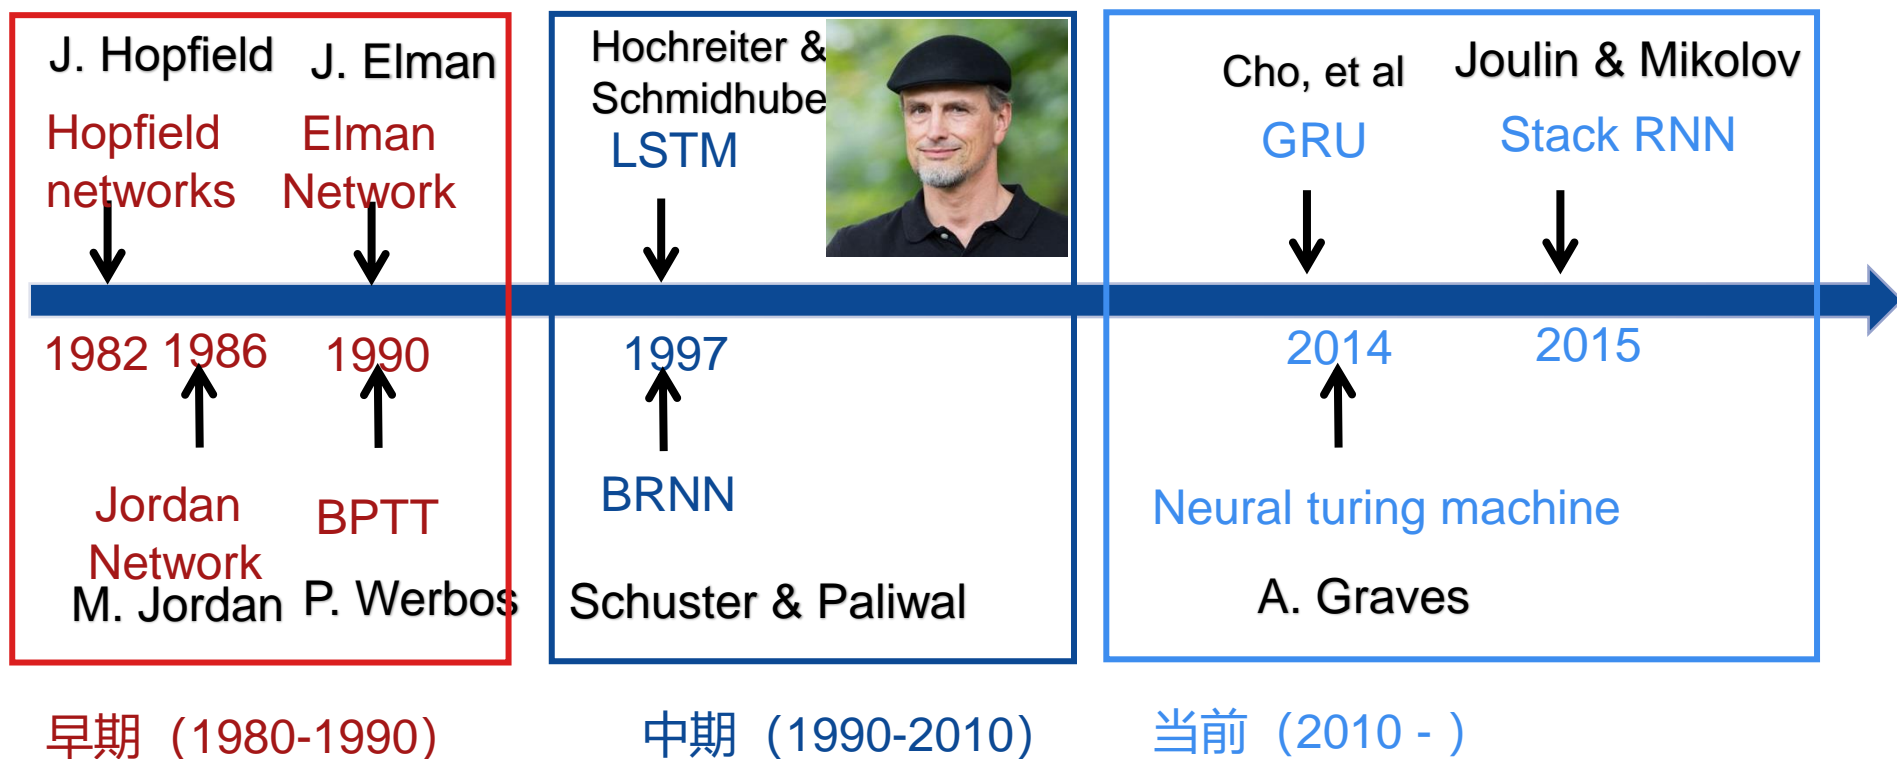 J. Hopfield
Hopfield
networks
J. Elman
Elman
Network
1982
1986
1990
Jordan
Network
M. Jordan
BPTT
P. Werbos
早期（1980-1990）
Hochreiter &
Schmidhube
LSTM
1997
BRNN
Schuster & Paliwal
中期（1990-2010）
Cho, et al
GRU
Joulin & Mikolov
Stack RNN
2014
2015
Neural turing machine
A. Graves
当前（2010 - ）